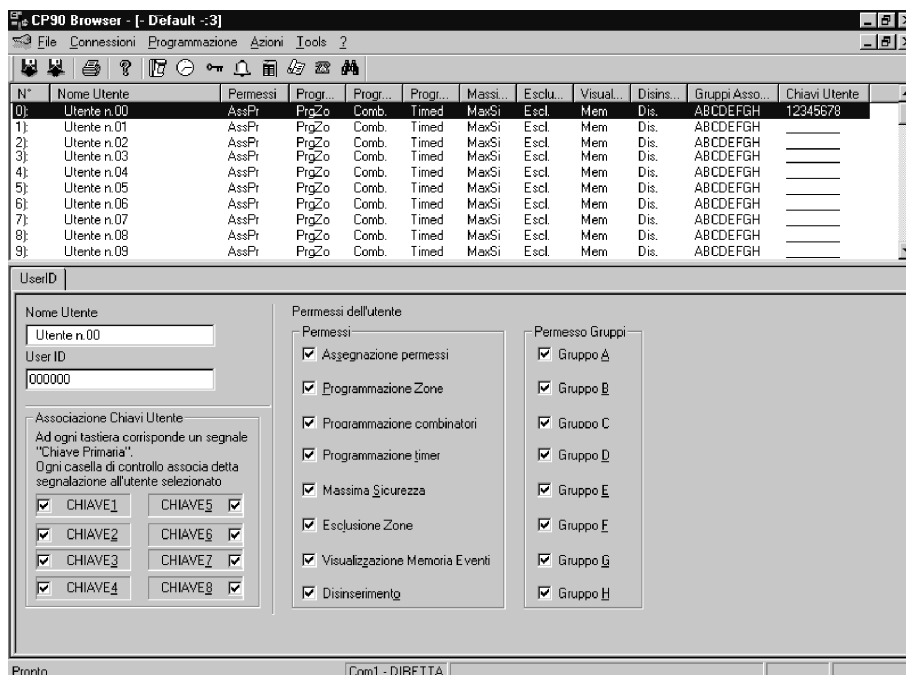 CP90 Browser - [- Default -:3]
File Connessioni Programmazione Azioni Tools ?
N° Nome Utente Permessi Progr... Progr... Progr... Massi... Esclu... Visual... Disins... Gruppi Asso... Chiavi Utente
0): Utente n.00 AssPr PrgZo Comb. Timed MaxSi Escl. Mem Dis. ABCDEFGH 12345678
1): Utente n.01 AssPr PrgZo Comb. Timed MaxSi Escl. Mem Dis. ABCDEFGH ________
2): Utente n.02 AssPr PrgZo Comb. Timed MaxSi Escl. Mem Dis. ABCDEFGH ________
3): Utente n.03 AssPr PrgZo Comb. Timed MaxSi Escl. Mem Dis. ABCDEFGH ________
4): Utente n.04 AssPr PrgZo Comb. Timed MaxSi Escl. Mem Dis. ABCDEFGH ________
5): Utente n.05 AssPr PrgZo Comb. Timed MaxSi Escl. Mem Dis. ABCDEFGH ________
6): Utente n.06 AssPr PrgZo Comb. Timed MaxSi Escl. Mem Dis. ABCDEFGH ________
7): Utente n.07 AssPr PrgZo Comb. Timed MaxSi Escl. Mem Dis. ABCDEFGH ________
8): Utente n.08 AssPr PrgZo Comb. Timed MaxSi Escl. Mem Dis. ABCDEFGH ________
9): Utente n.09 AssPr PrgZo Comb. Timed MaxSi Escl. Mem Dis. ABCDEFGH ________
UserID
Nome Utente
Utente n.00
User ID
000000
Associazione Chiavi Utente
Ad ogni tastiera corrisponde un segnale
"Chiave Primaria".
Ogni casella di controllo associa detta
segnalazione all'utente selezionato
CHIAVE1 CHIAVE5
CHIAVE2 CHIAVE6
CHIAVE3 CHIAVE7
CHIAVE4 CHIAVE8
Permessi dell'utente
Permessi
Assegnazione permessi
Programmazione Zone
Programmazione combinatori
Programmazione timer
Massima Sicurezza
Esclusione Zone
Visualizzazione Memoria Eventi
Disinserimento
Permesso Gruppi
Gruppo A
Gruppo B
Gruppo C
Gruppo D
Gruppo E
Gruppo F
Gruppo G
Gruppo H
Pronto Com1 - DIRETTA